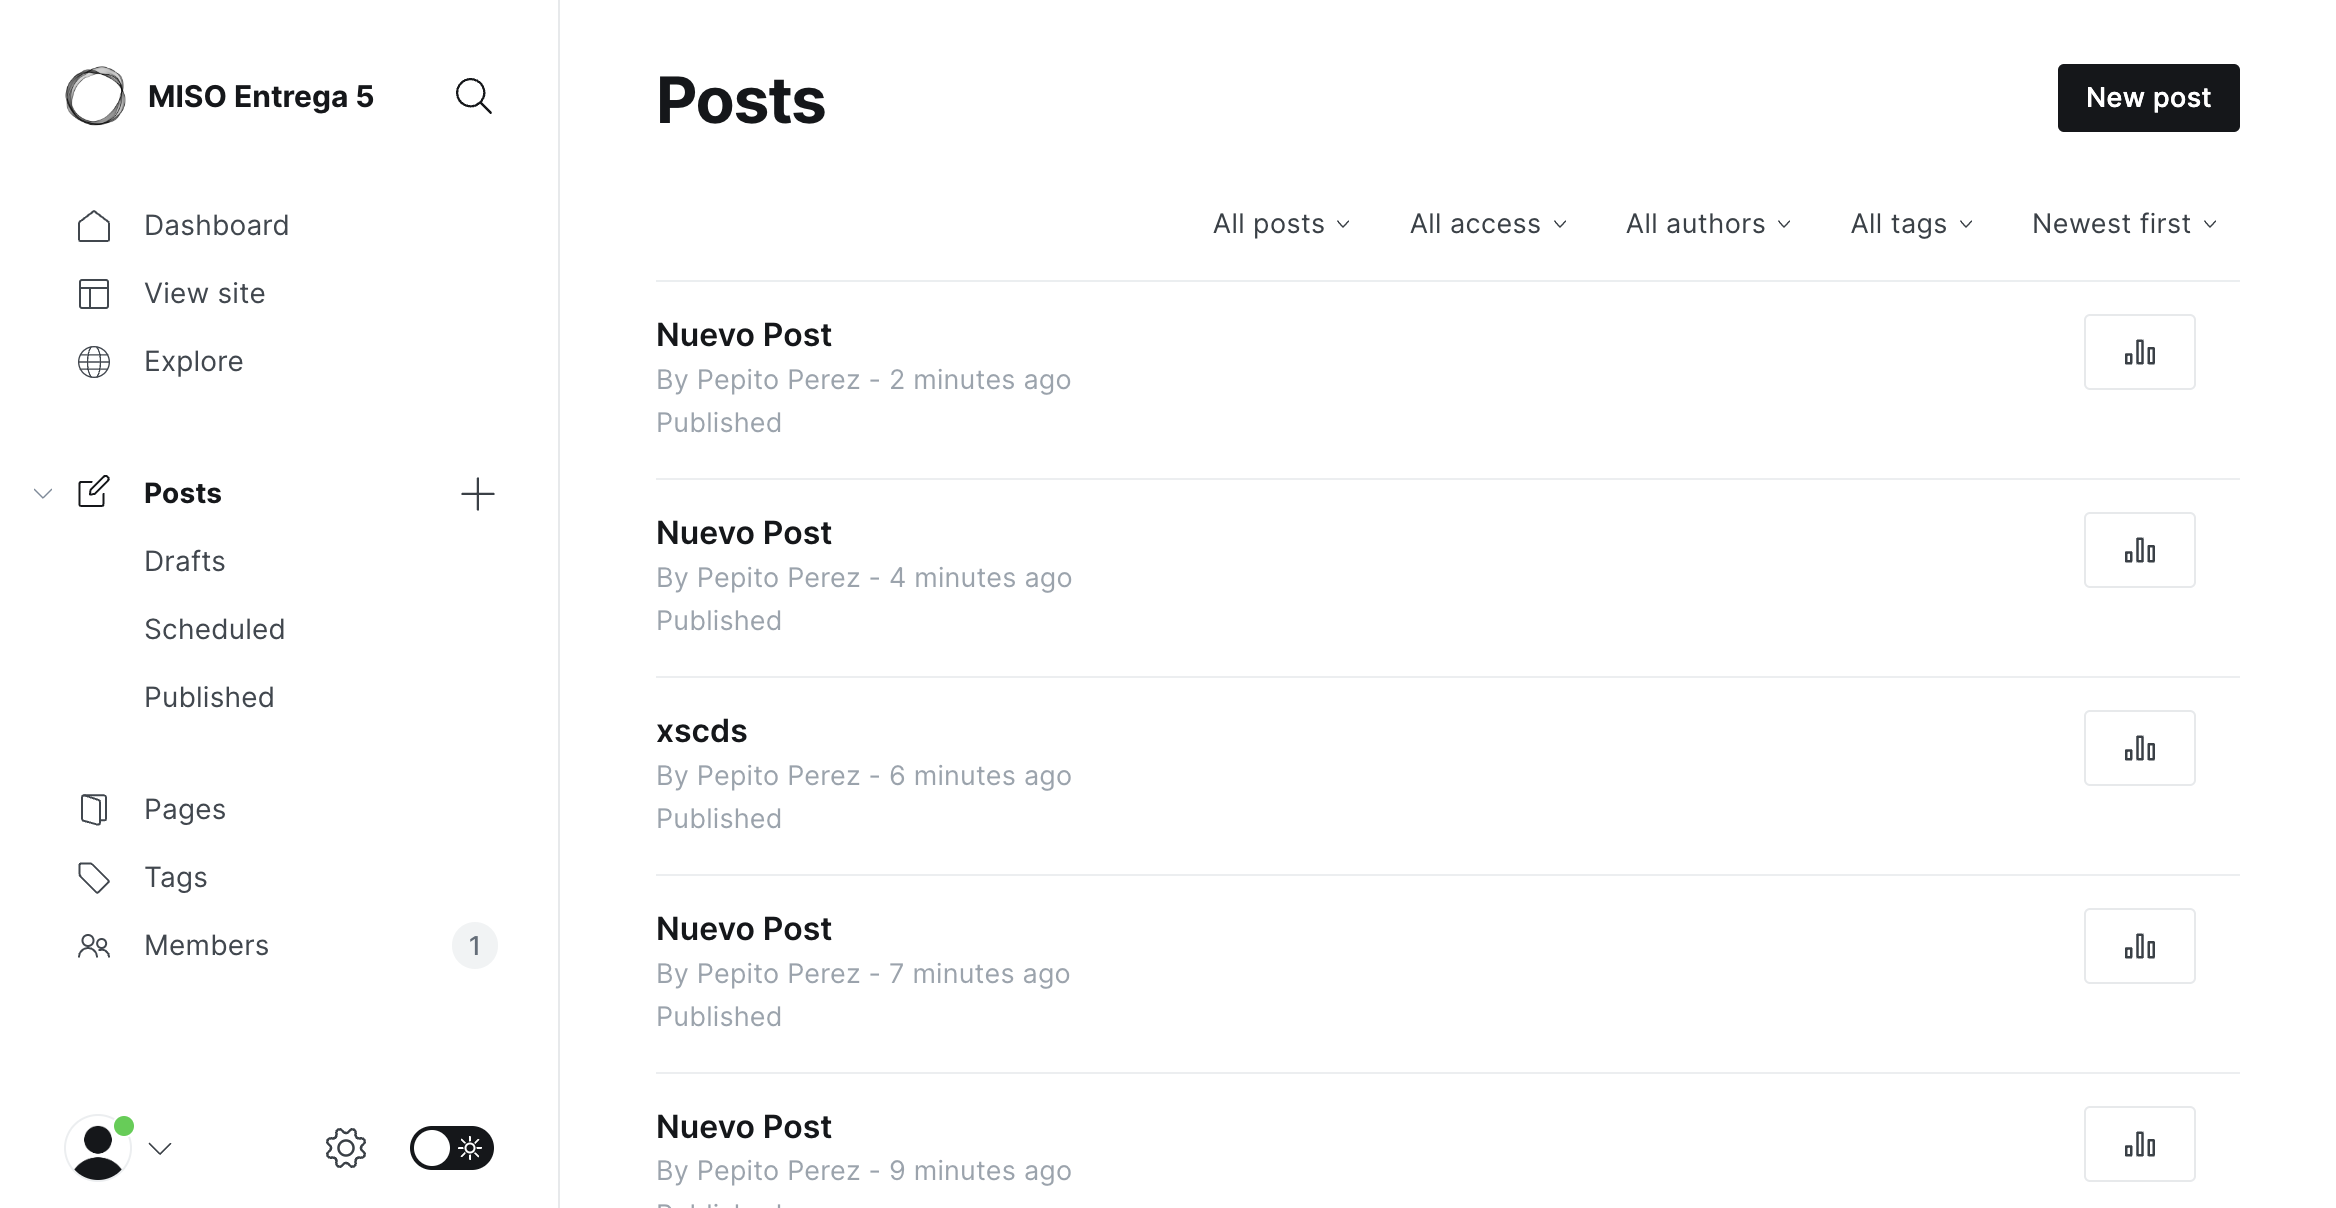 MISO Entrega 5
Dashboard
View site
Explore
Posts
Drafts
Scheduled
Published
Pages
Tags
Members 1
Posts
New post
All posts All access All authors All tags Newest first
Nuevo Post
By Pepito Perez - 2 minutes ago
Published
Nuevo Post
By Pepito Perez - 4 minutes ago
Published
xscds
By Pepito Perez - 6 minutes ago
Published
Nuevo Post
By Pepito Perez - 7 minutes ago
Published
Nuevo Post
By Pepito Perez - 9 minutes ago